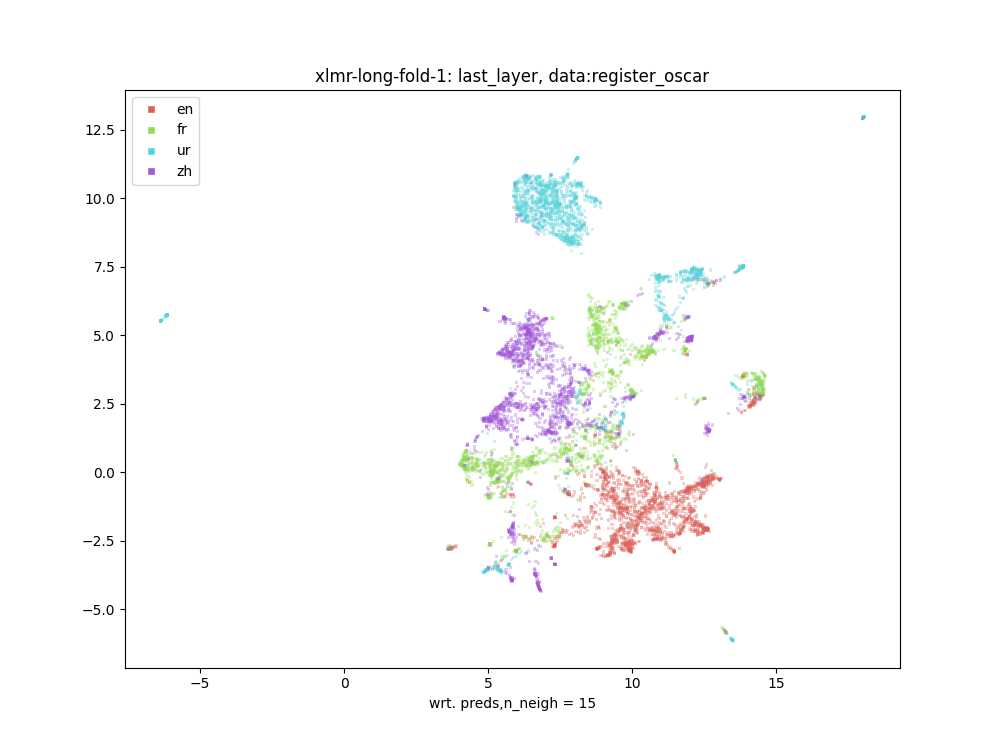 xlmr-long-fold-1: last_layer, data:register_oscar
en
fr
ur
zh
12.5
10.0
7.5
5.0
2.5
0.0
−2.5
−5.0
−5
0
5
10
15
wrt. preds,n_neigh = 15